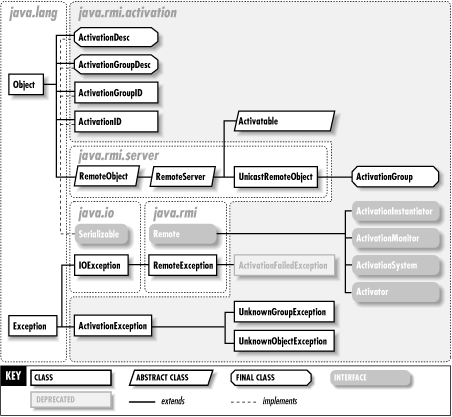 java.lang
java.rmi.activation
ActivationDesc
ActivationGroupDesc
Object
ActivationGroupID
ActivationID
Activatable
java.rmi.server
RemoteObject
RemoteServer
UnicastRemoteObject
ActivationGroup
java.io
java.rmi
ActivationInstantiator
Serializable
Remote
ActivationMonitor
IOException
RemoteException
ActivationFailedException
ActivationSystem
Activator
UnknownGroupException
Exception
ActivationException
UnknownObjectException
KEY
CLASS
ABSTRACT CLASS
FINAL CLASS
INTERFACE
DEPRECATED
extends
implements